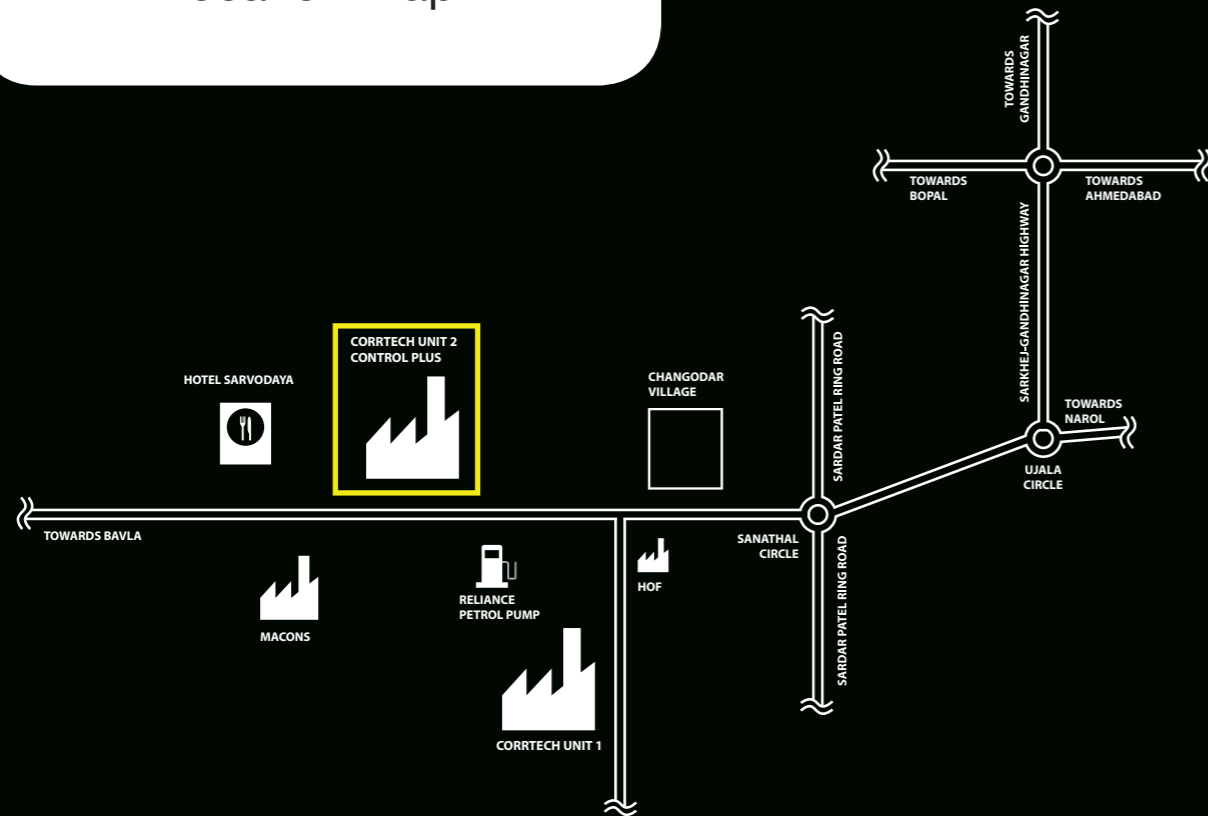 TOWARDS
GANDHINAGAR
TOWARDS
BOPAL
TOWARDS
AHMEDABAD
SARKHEJ-GANDHINAGAR HIGHWAY
CORRTECH UNIT 2
CONTROL PLUS
HOTEL SARVODAYA
CHANGODAR
VILLAGE
SARDAR PATEL RING ROAD
TOWARDS
NAROL
UJALA
CIRCLE
TOWARDS BAVLA
SANATHAL
CIRCLE
HOF
RELIANCE
PETROL PUMP
MACONS
SARDAR PATEL RING ROAD
CORRTECH UNIT 1